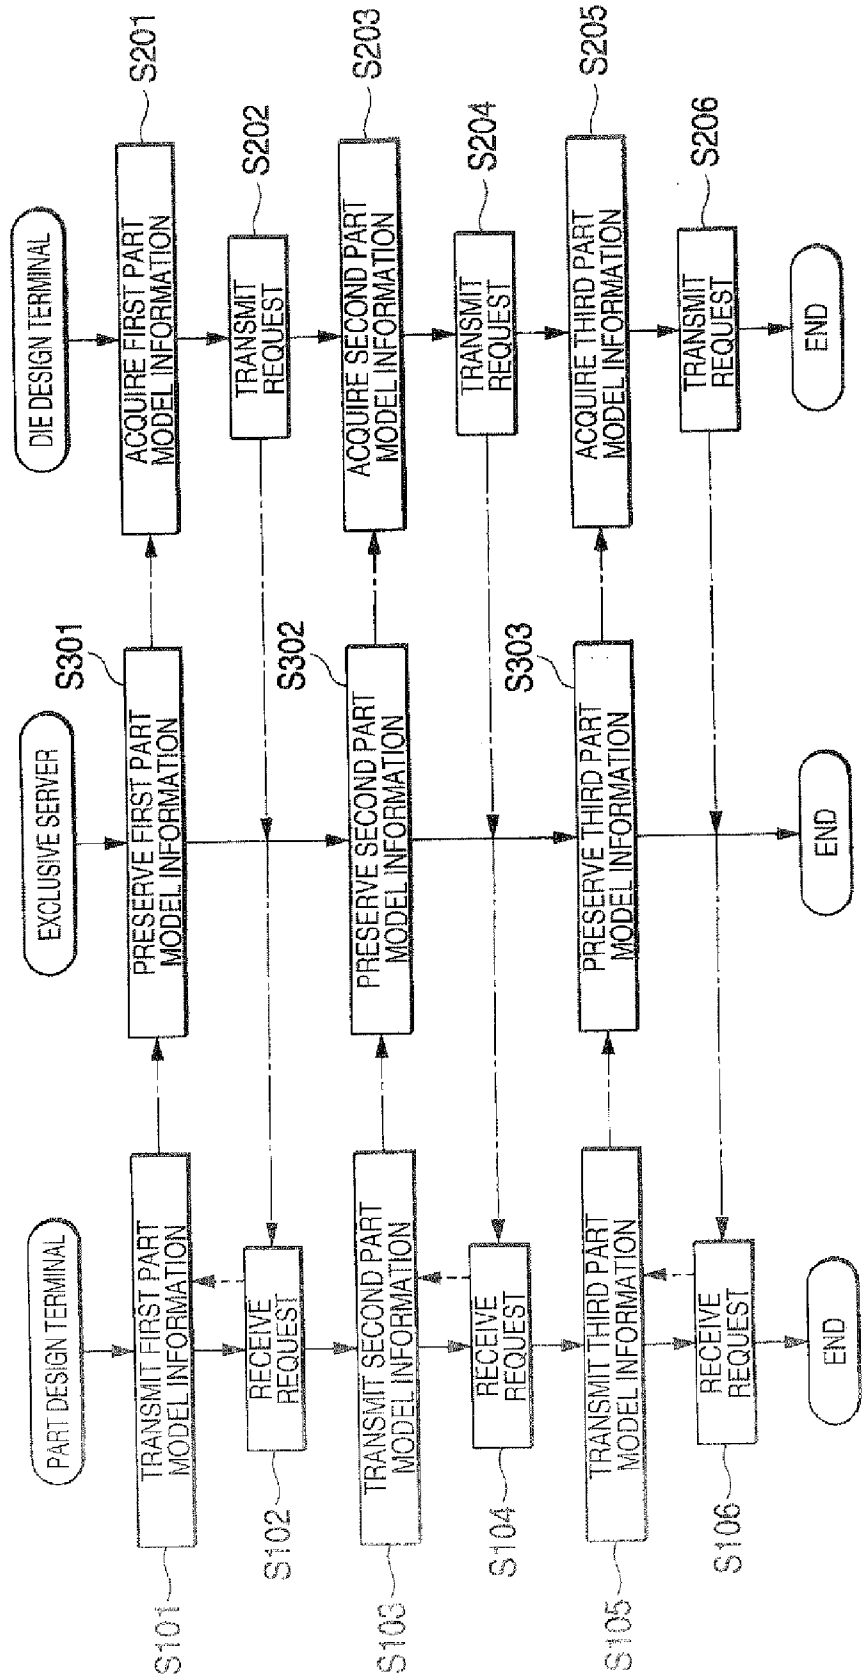 PART DESIGN TERMINAL
TRANSMIT FIRST PART
MODEL INFORMATION
S101
RECEIVE
REQUEST
S102
TRANSMIT SECOND PART
MODEL INFORMATION
S103
RECEIVE
REQUEST
S104
TRANSMIT THIRD PART
MODEL INFORMATION
S105
RECEIVE
REQUEST
S106
END
EXCLUSIVE SERVER
S301
PRESERVE FIRST PART
MODEL INFORMATION
S302
PRESERVE SECOND PART
MODEL INFORMATION
S303
PRESERVE THIRD PART
MODEL INFORMATION
END
DIE DESIGN TERMINAL
ACQUIRE FIRST PART
MODEL INFORMATION
S201
TRANSMIT
REQUEST
S202
ACQUIRE SECOND PART
MODEL INFORMATION
S203
TRANSMIT
REQUEST
S204
ACQUIRE THIRD PART
MODEL INFORMATION
S205
TRANSMIT
REQUEST
S206
END